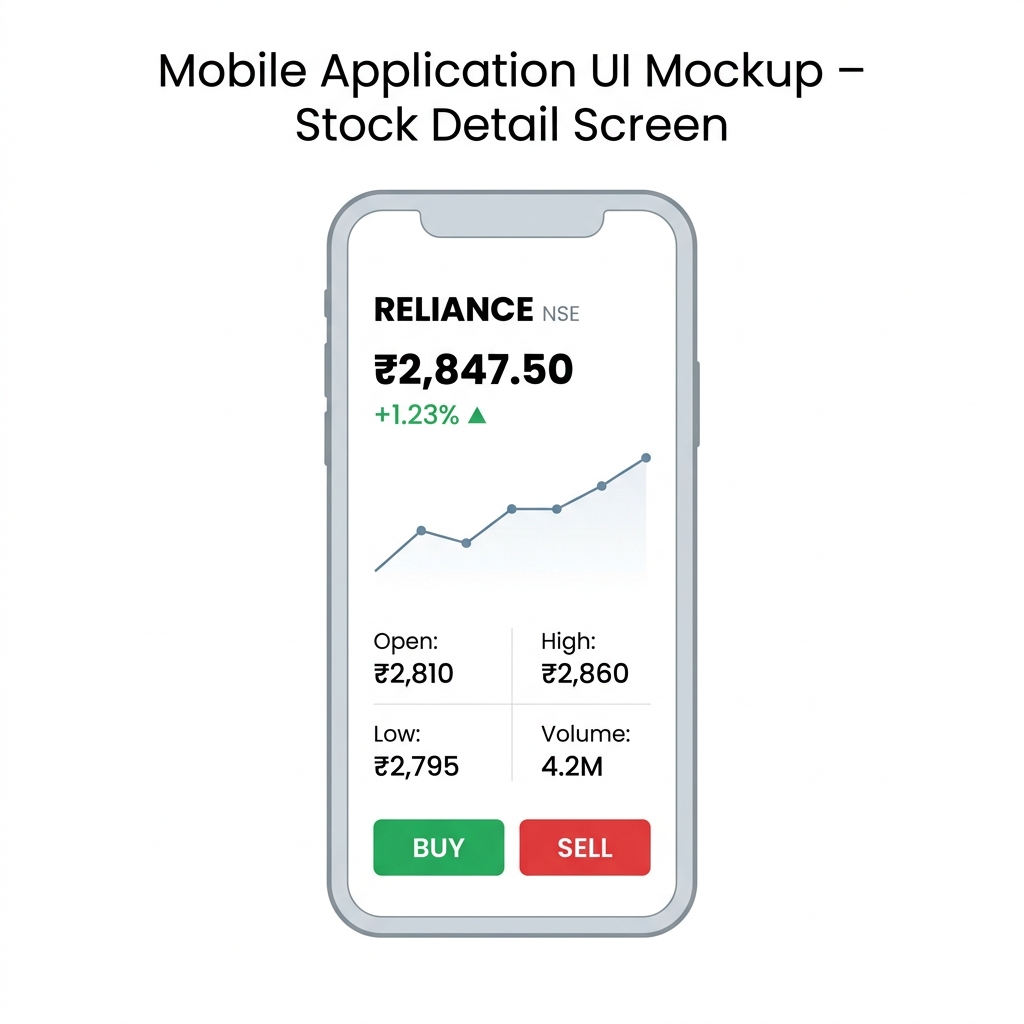 Mobile Application UI Mockup –
Stock Detail Screen
RELIANCE NSE
₹2,847.50
+1.23% ▲
Open:
₹2,810
High:
₹2,860
Low:
₹2,795
Volume:
4.2M
BUY
SELL